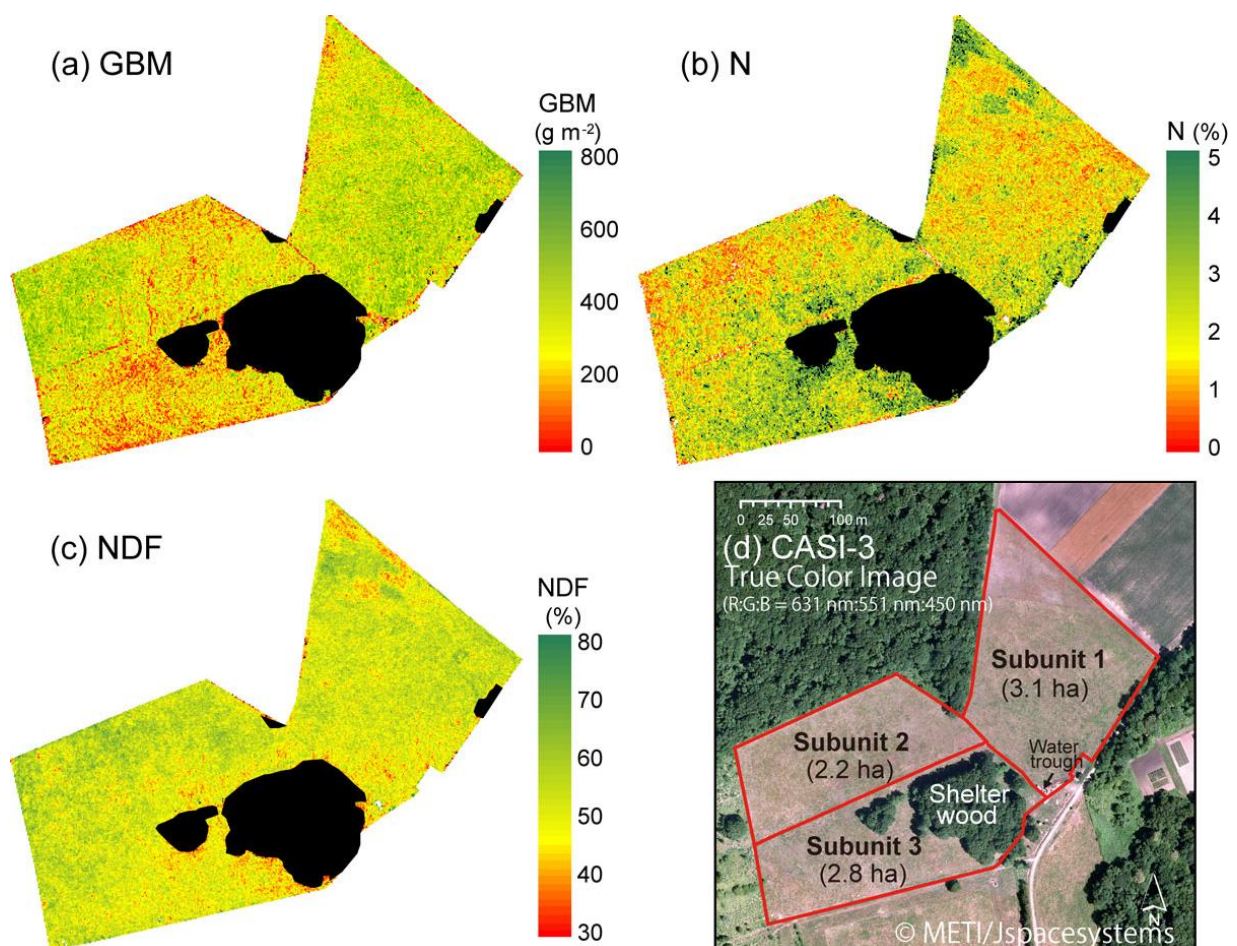 (a) GBM
GBM
(g m-2)
800
600
400
200
0
(b) N
N (%)
5
4
3
2
1
0
(c) NDF
NDF
(%)
80
70
60
50
40
30
0 25 50 100 m
(d) CASI-3
True Color Image
(R:G:B = 631 nm:551 nm:450 nm)
Subunit 1
(3.1 ha)
Subunit 2
(2.2 ha)
Water
trough
Shelter
wood
Subunit 3
(2.8 ha)
N
© METI/Jspacesystems